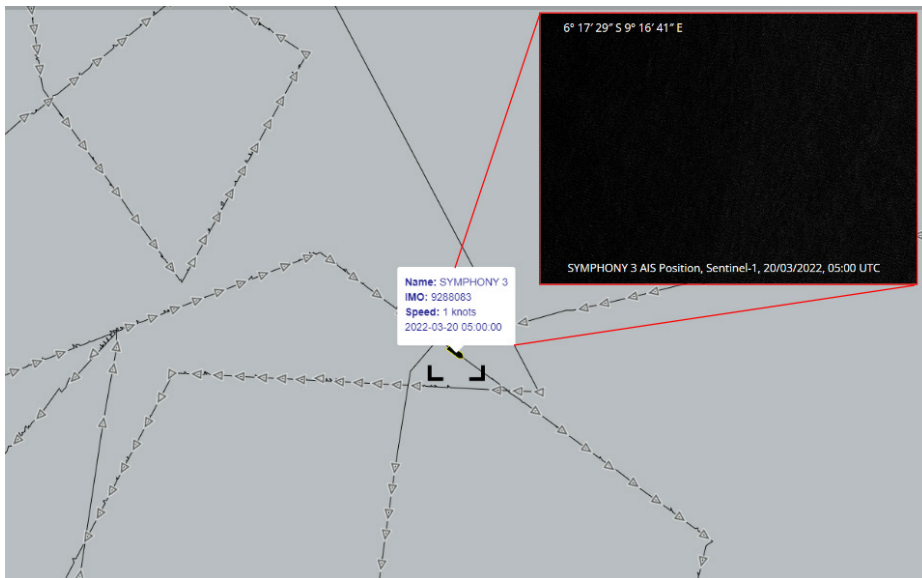 6° 17′ 29″ S 9° 16′ 41″ E
SYMPHONY 3 AIS Position, Sentinel-1, 20/03/2022, 05:00 UTC
Name: SYMPHONY 3
IMO: 9288083
Speed: 1 knots
2022-03-20 05:00:00